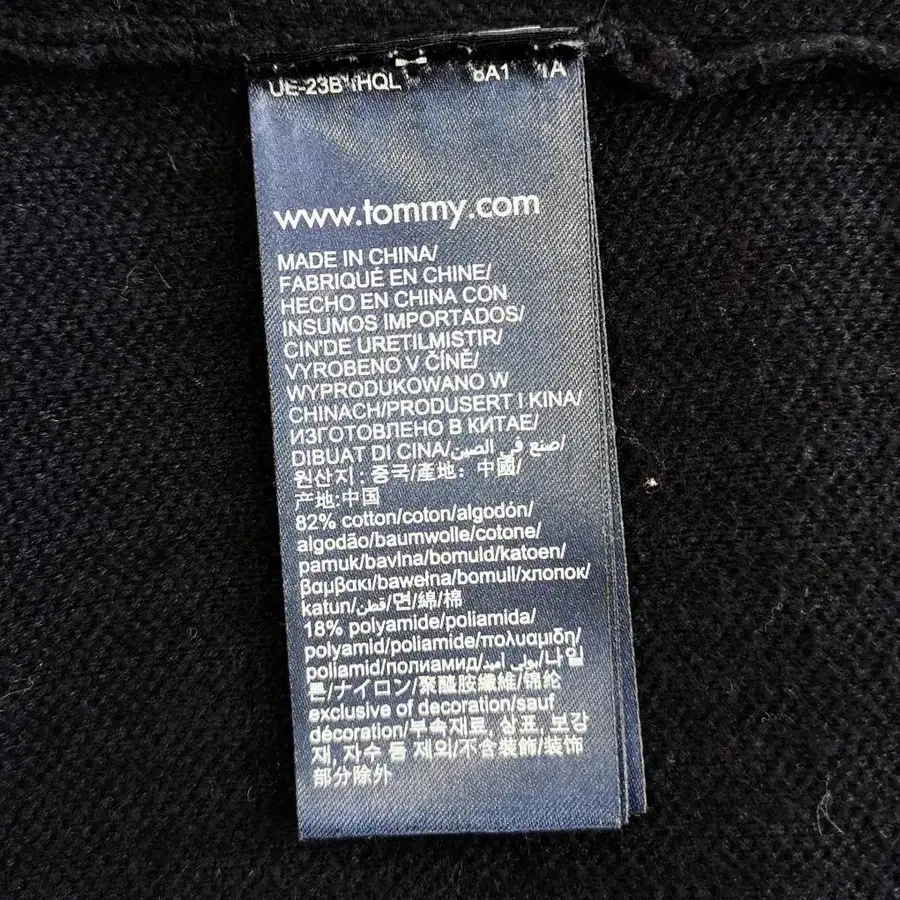 www.tommy.com
MADE IN CHINA/
FABRIQUÉ EN CHINE/
HECHO EN CHINA CON
INSUMOS IMPORTADOS/
CIN'DE URETILMISTIR/
VYROBENO V ČÍNĚ/
WYPRODUKOWANO W
CHINACH/PRODUSERT I KINA/
ИЗГОТОВЛЕНО В КИТАЕ/
DIBUAT DI CINA/صنع في الصين/
원산지 : 중국/產地: 中國/
产地:中国
82% cotton/coton/algodón/
algodão/baumwolle/cotone/
pamuk/bavlna/bomuld/katoen/
βαμβακι/bawełna/bomull/хлопок/
katun/قطن/면/綿/棉
18% polyamide/poliamida/
polyamid/poliamide/πολυαμιδη/
poliamid/полиамид/بولي أميد/나일
론/ナイロン/聚醯胺纖維/锦纶
exclusive of decoration/sauf
décoration/부속재료, 상표, 보강
재, 자수 등 제외/不含裝飾/装饰
部分除外